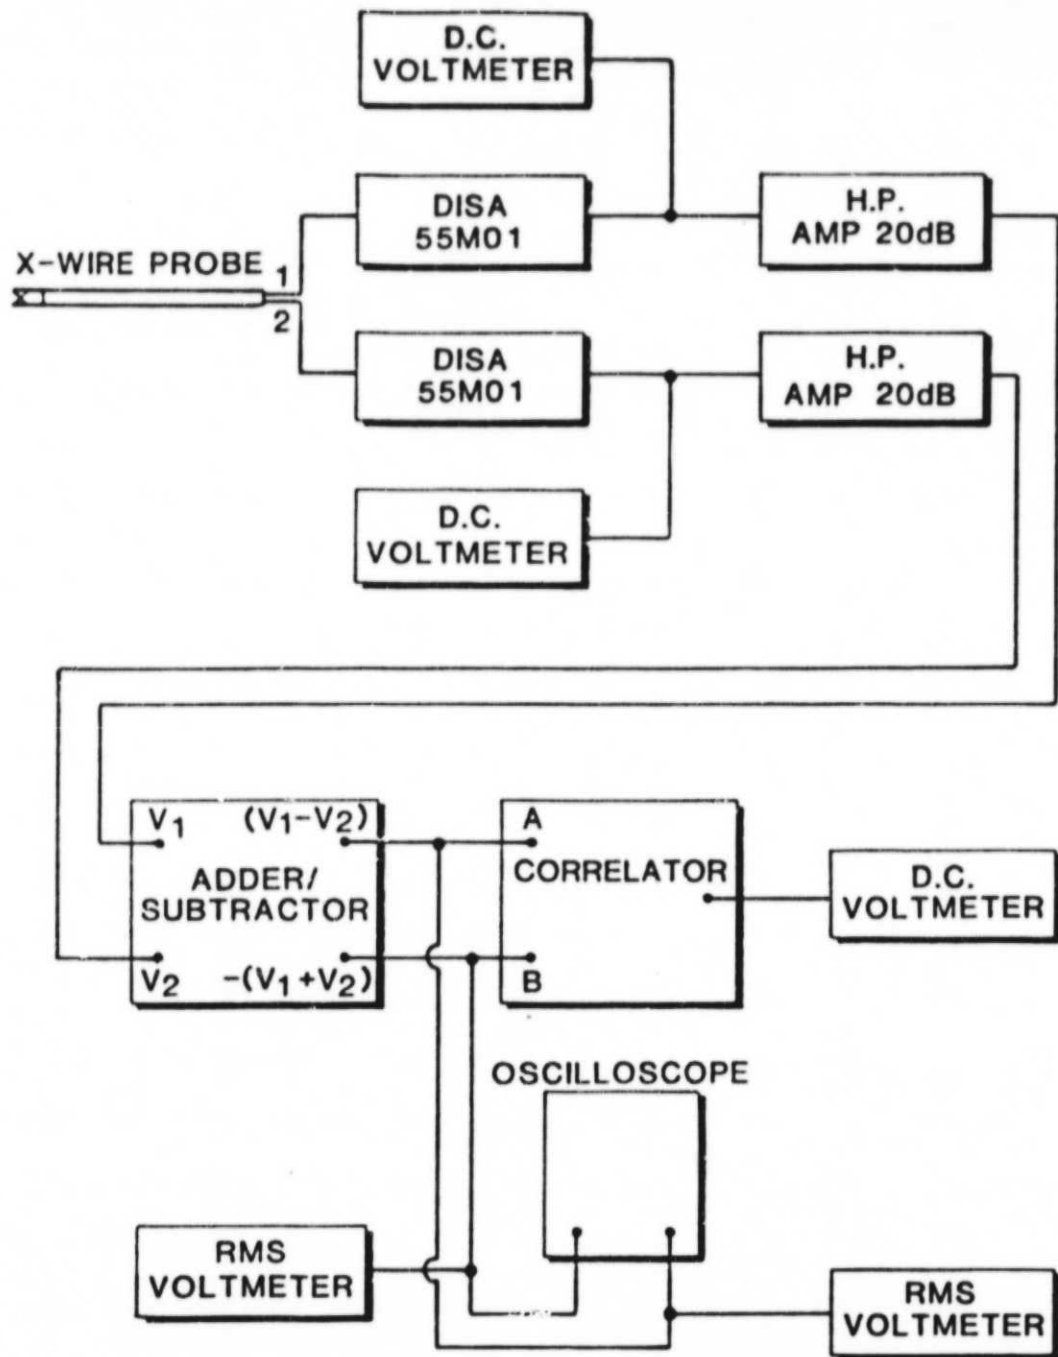 D.C.
VOLTMETER
DISA
55M01
H.P.
AMP 20dB
X-WIRE PROBE
1
2
DISA
55M01
H.P.
AMP 20dB
D.C.
VOLTMETER
V1
(V1-V2)
ADDER/
SUBTRACTOR
V2
-(V1+V2)
A
CORRELATOR
B
D.C.
VOLTMETER
OSCILLOSCOPE
RMS
VOLTMETER
RMS
VOLTMETER